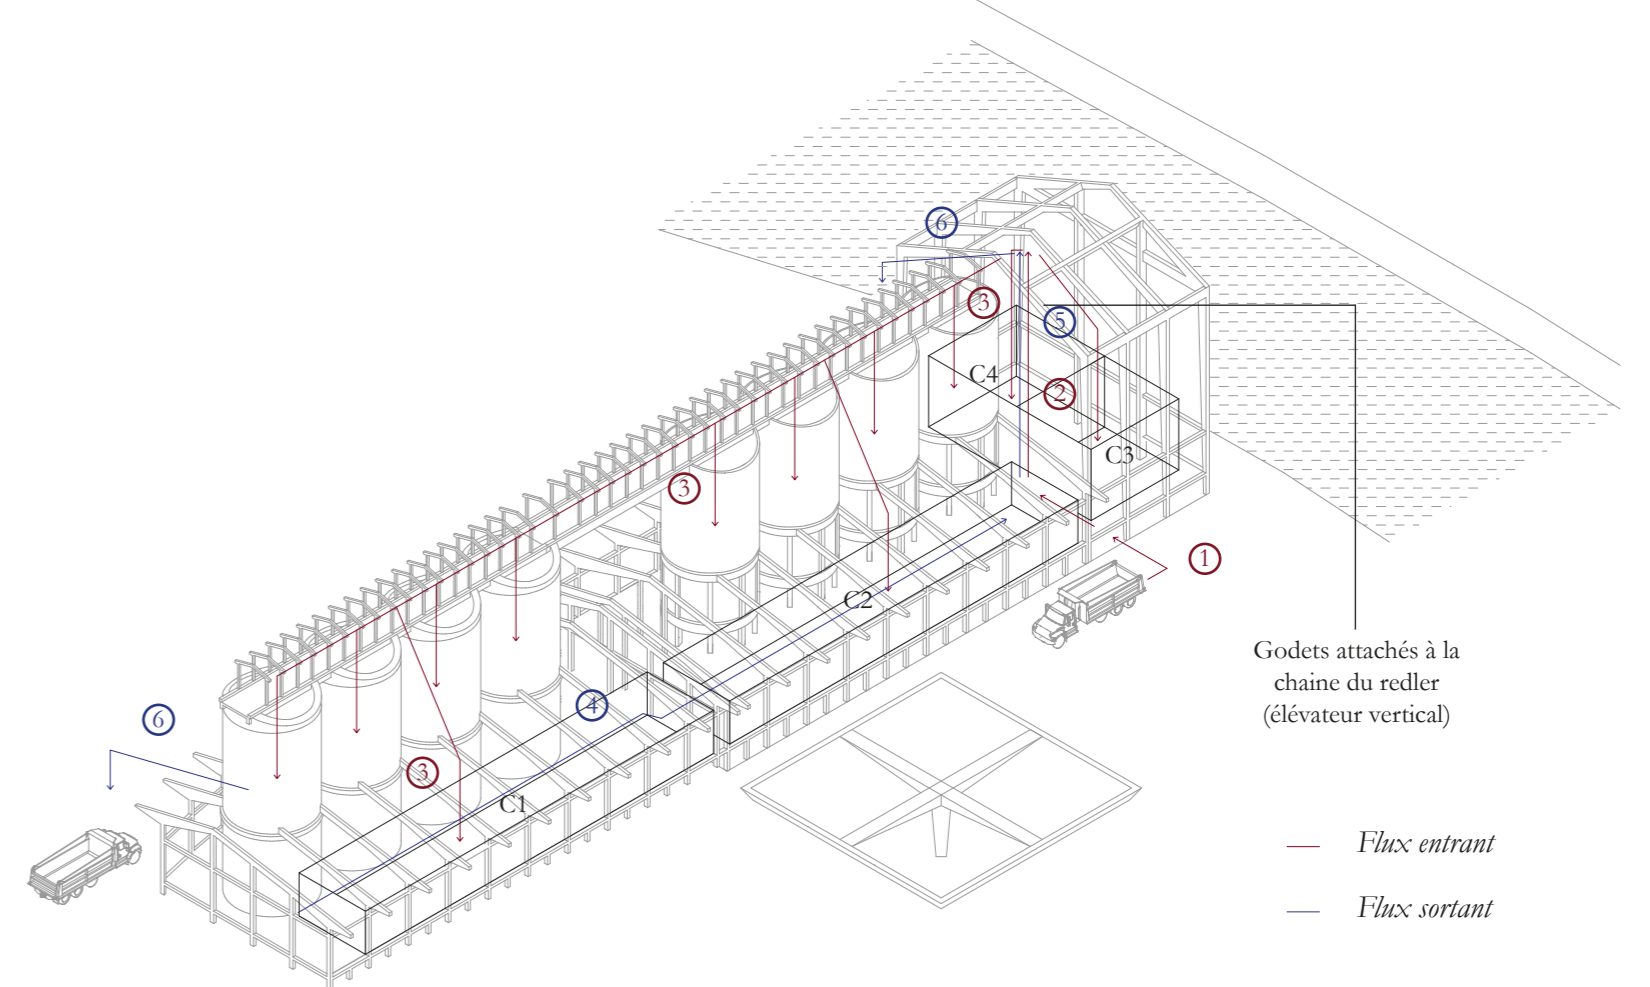 6
3
5
C4
2
C3
3
1
C2
Godets attachés à la
chaine du redler
(élévateur vertical)
4
6
3
C1
Flux entrant
Flux sortant